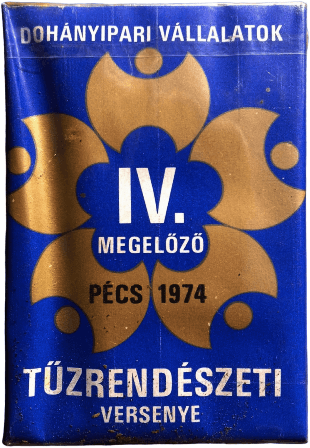 DOHÁNYIPARI VÁLLALATOK
IV.
MEGELŐZŐ
PÉCS 1974
TŰZRENDÉSZETI
VERSENYE